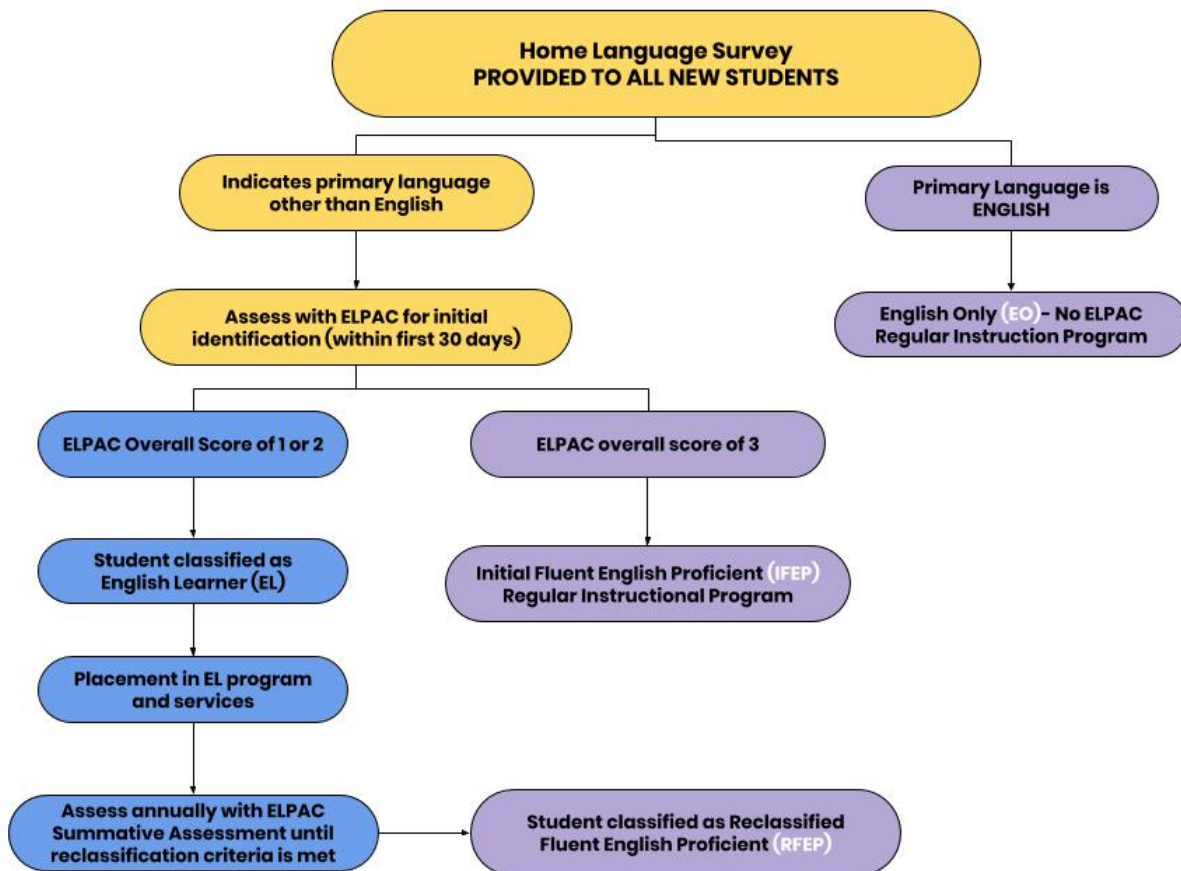 Home Language Survey
PROVIDED TO ALL NEW STUDENTS
Indicates primary language
other than English
Primary Language is
ENGLISH
Assess with ELPAC for initial
identification (within first 30 days)
English Only (EO)- No ELPAC
Regular Instruction Program
ELPAC Overall Score of 1 or 2
ELPAC overall score of 3
Student classified as
English Learner (EL)
Initial Fluent English Proficient (IFEP)
Regular Instructional Program
Placement in EL program
and services
Assess annually with ELPAC
Summative Assessment until
reclassification criteria is met
Student classified as Reclassified
Fluent English Proficient (RFEP)